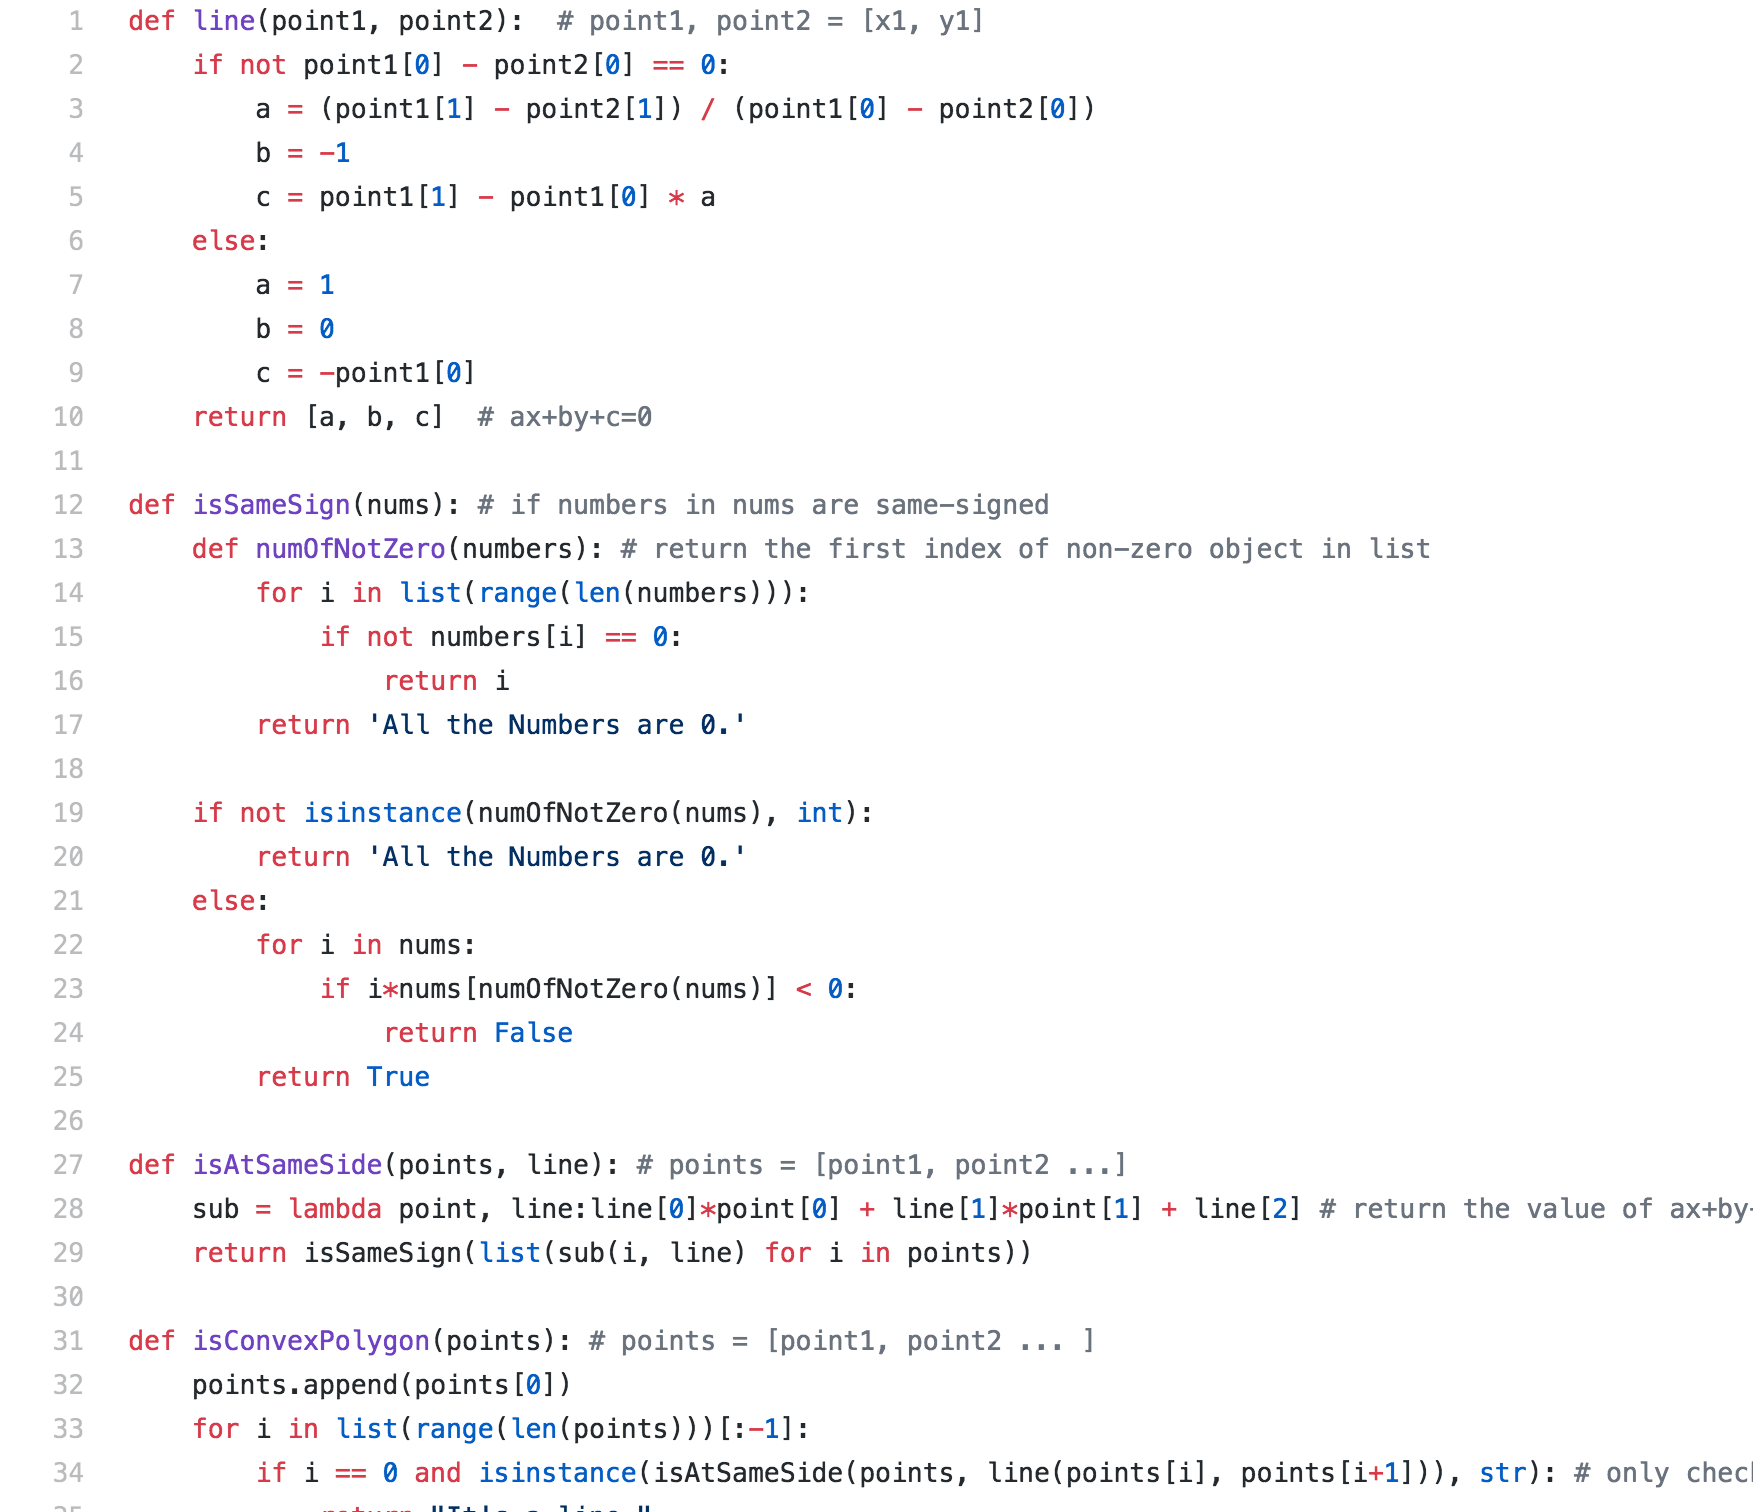 1 def line(point1, point2):  # point1, point2 = [x1, y1]
2     if not point1[0] - point2[0] == 0:
3         a = (point1[1] - point2[1]) / (point1[0] - point2[0])
4         b = -1
5         c = point1[1] - point1[0] * a
6     else:
7         a = 1
8         b = 0
9         c = -point1[0]
10     return [a, b, c]  # ax+by+c=0
11
12 def isSameSign(nums): # if numbers in nums are same-signed
13     def numOfNotZero(numbers): # return the first index of non-zero object in list
14         for i in list(range(len(numbers))):
15             if not numbers[i] == 0:
16                 return i
17         return 'All the Numbers are 0.'
18
19     if not isinstance(numOfNotZero(nums), int):
20         return 'All the Numbers are 0.'
21     else:
22         for i in nums:
23             if i*nums[numOfNotZero(nums)] < 0:
24                 return False
25         return True
26
27 def isAtSameSide(points, line): # points = [point1, point2 ...]
28     sub = lambda point, line:line[0]*point[0] + line[1]*point[1] + line[2] # return the value of ax+by+
29     return isSameSign(list(sub(i, line) for i in points))
30
31 def isConvexPolygon(points): # points = [point1, point2 ... ]
32     points.append(points[0])
33     for i in list(range(len(points)))[:-1]:
34         if i == 0 and isinstance(isAtSameSide(points, line(points[i], points[i+1])), str): # only check
35             return "It's a line."